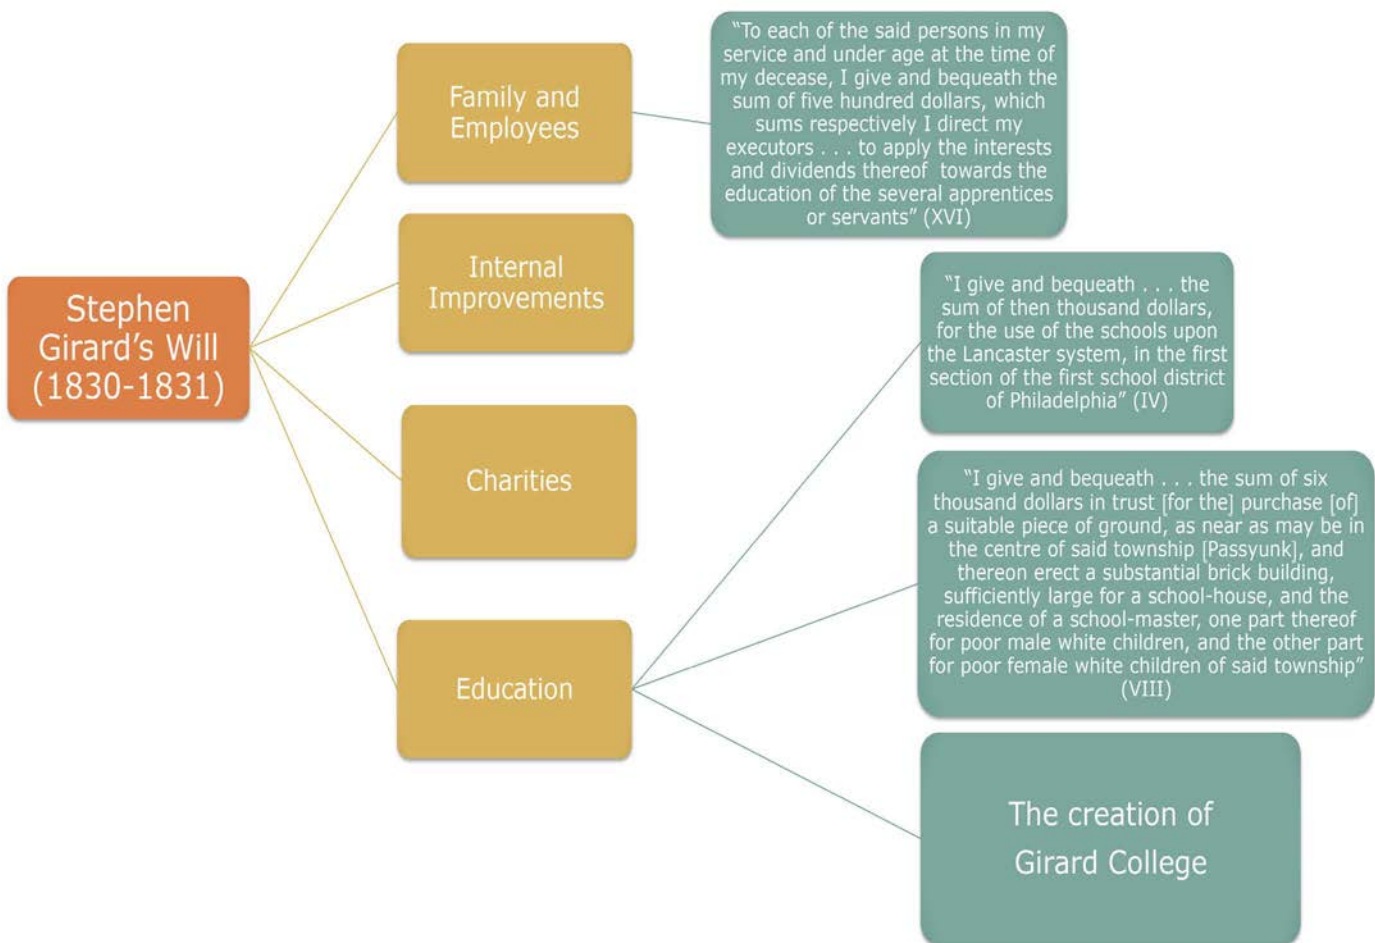 Stephen
Girard’s Will
(1830-1831)
Family and
Employees
“To each of the said persons in my
service and under age at the time of
my decease, I give and bequeath the
sum of five hundred dollars, which
sums respectively I direct my
executors . . . to apply the interests
and dividends thereof towards the
education of the several apprentices
or servants” (XVI)
Internal
Improvements
Charities
Education
“I give and bequeath . . . the
sum of then thousand dollars,
for the use of the schools upon
the Lancaster system, in the first
section of the first school district
of Philadelphia” (IV)
“I give and bequeath . . . the sum of six
thousand dollars in trust [for the] purchase [of]
a suitable piece of ground, as near as may be in
the centre of said township [Passyunk], and
thereon erect a substantial brick building,
sufficiently large for a school-house, and the
residence of a school-master, one part thereof
for poor male white children, and the other part
for poor female white children of said township”
(VIII)
The creation of
Girard College